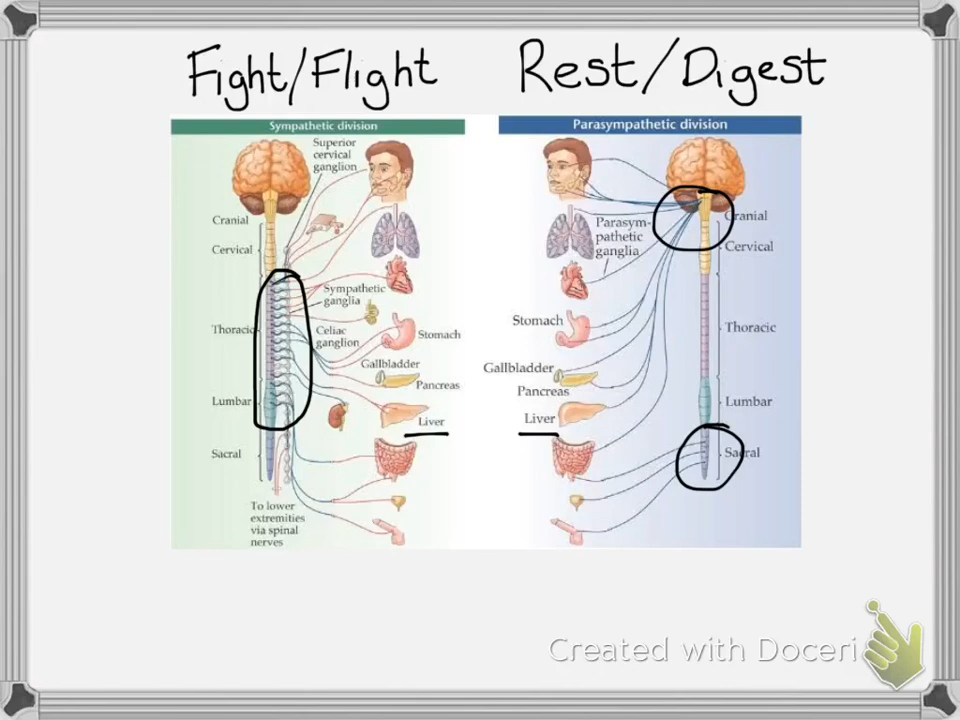 Fight/Flight
Rest/Digest
Sympathetic division
Superior
cervical
ganglion
Cranial
Cervical
Sympathetic
ganglia
Thoracic
Celiac
ganglion
Stomach
Gallbladder
Pancreas
Lumbar
Liver
Sacral
To lower
extremities
via spinal
nerves
Parasympathetic division
Cranial
Parasym-
pathetic
ganglia
Cervical
Stomach
Thoracic
Gallbladder
Pancreas
Lumbar
Liver
Sacral
Created with Doceri